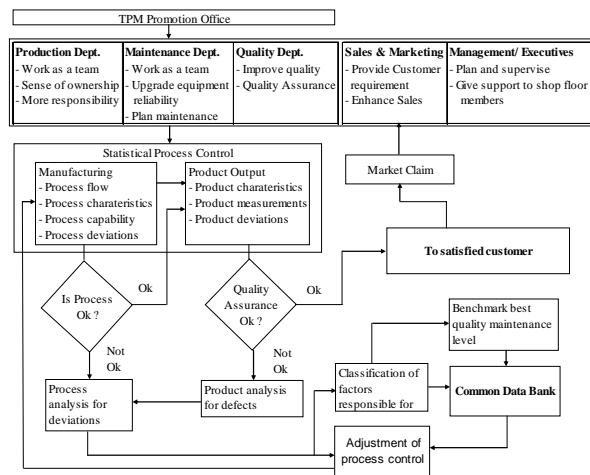 TPM Promotion Office
Production Dept.
- Work as a team
- Sense of ownership
- More responsibility
Maintenance Dept.
- Work as a team
- Upgrade equipment
reliability
- Plan maintenance
Quality Dept.
- Improve quality
- Quality Assurance
Sales & Marketing
- Provide Customer
requirement
- Enhance Sales
Management/ Executives
- Plan and supervise
- Give support to shop floor
members
Statistical Process Control
Manufacturing
- Process flow
- Process charateristics
- Process capability
- Process deviations
Product Output
- Product charateristics
- Product measurements
- Product deviations
Market Claim
To satisfied customer
Is Process
Ok ?
Ok
Quality
Assurance
Ok ?
Ok
Not
Ok
Not
Ok
Process
analysis for
deviations
Product analysis
for defects
Classification of
factors
responsible for
Benchmark best
quality maintenance
level
Common Data Bank
Adjustment of
process control